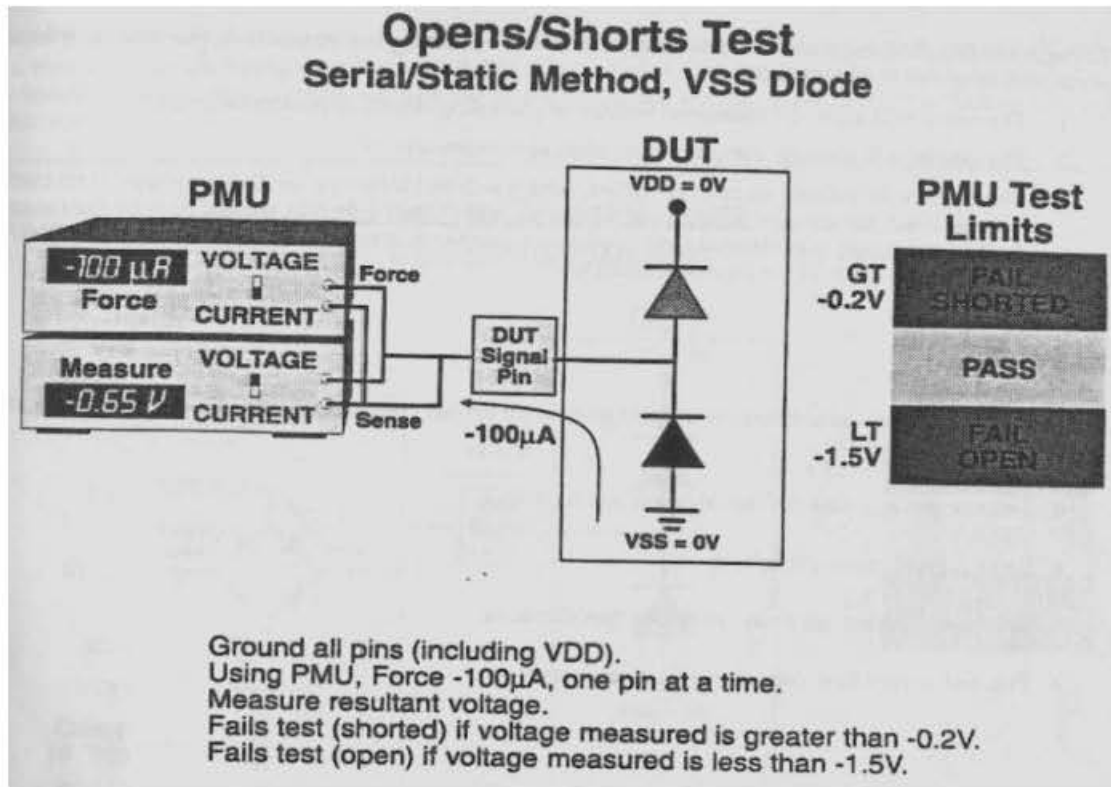 Opens/Shorts Test
Serial/Static Method, VSS Diode
DUT
VDD = 0V
PMU
PMU Test
Limits
-100 µA
VOLTAGE
Force
CURRENT
Force
Measure
VOLTAGE
-0.65 V
CURRENT
Sense
DUT
Signal
Pin
-100µA
VSS = 0V
GT
-0.2V
FAIL
SHORTED
PASS
LT
-1.5V
FAIL
OPEN
Ground all pins (including VDD).
Using PMU, Force -100µA, one pin at a time.
Measure resultant voltage.
Fails test (shorted) if voltage measured is greater than -0.2V.
Fails test (open) if voltage measured is less than -1.5V.